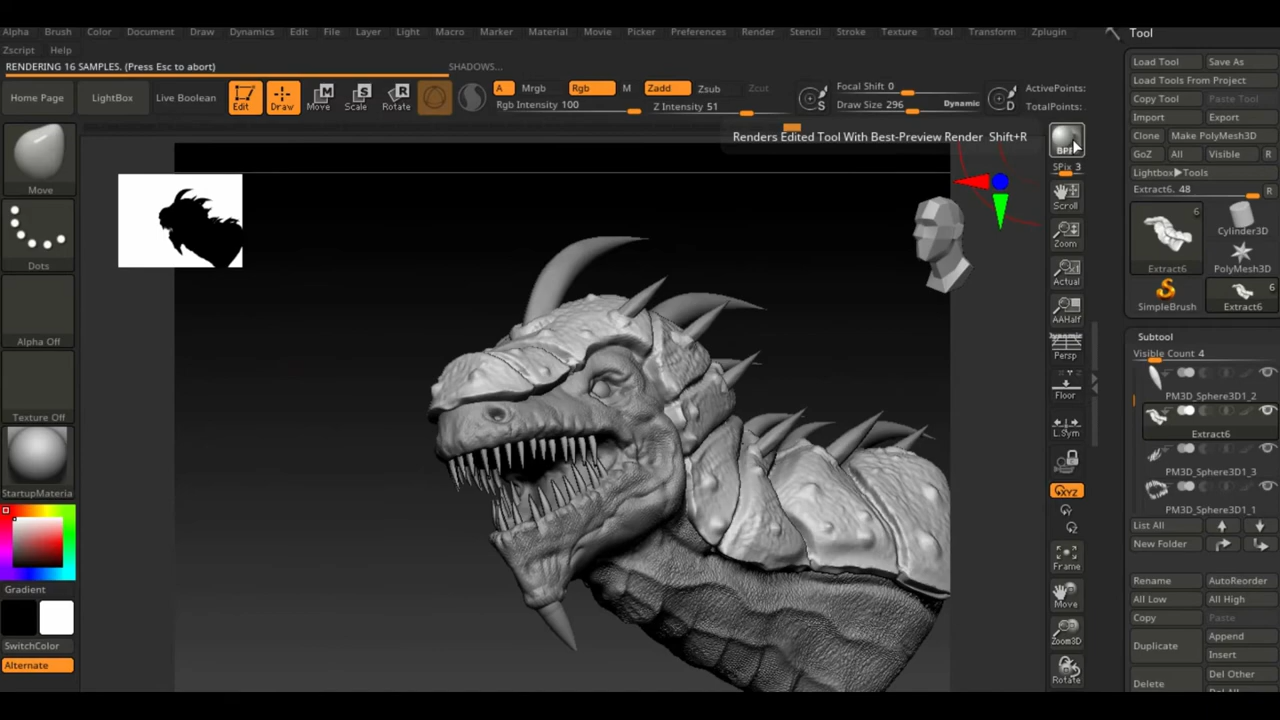 Alpha Brush Color Document Draw Dynamics Edit File Layer Light Macro Marker Material Movie Picker Preferences Render Stencil Stroke Texture Tool Transform Zplugin
Zscript Help
RENDERING 16 SAMPLES. (Press Esc to abort)
SHADOWS...
Home Page
LightBox
Live Boolean
Edit
Draw
Move
Scale
Rotate
A
Mrgb
Rgb
M
Zadd
Zsub
Zcut
Rgb Intensity 100
Z Intensity 51
S
Focal Shift 0
Draw Size 296
Dynamic
D
ActivePoints:
TotalPoints:
Renders Edited Tool With Best-Preview Render Shift+R
Move
Dots
Alpha Off
Texture Off
StartupMateria
Gradient
SwitchColor
Alternate
SPix 3
Scroll
Zoom
Actual
AAHalf
Dynamic
Persp
Floor
L.Sym
XYZ
Frame
Move
Zoom3D
Rotate
Tool
Load Tool
Save As
Load Tools From Project
Copy Tool
Paste Tool
Import
Export
Clone
Make PolyMesh3D
GoZ
All
Visible
R
Lightbox▶Tools
Extract6. 48
R
6
Extract6
Cylinder3D
PolyMesh3D
SimpleBrush
6
Extract6
Subtool
Visible Count 4
PM3D_Sphere3D1_2
Extract6
PM3D_Sphere3D1_3
PM3D_Sphere3D1_1
List All
New Folder
Rename
AutoReorder
All Low
All High
Copy
Paste
Duplicate
Append
Insert
Delete
Del Other